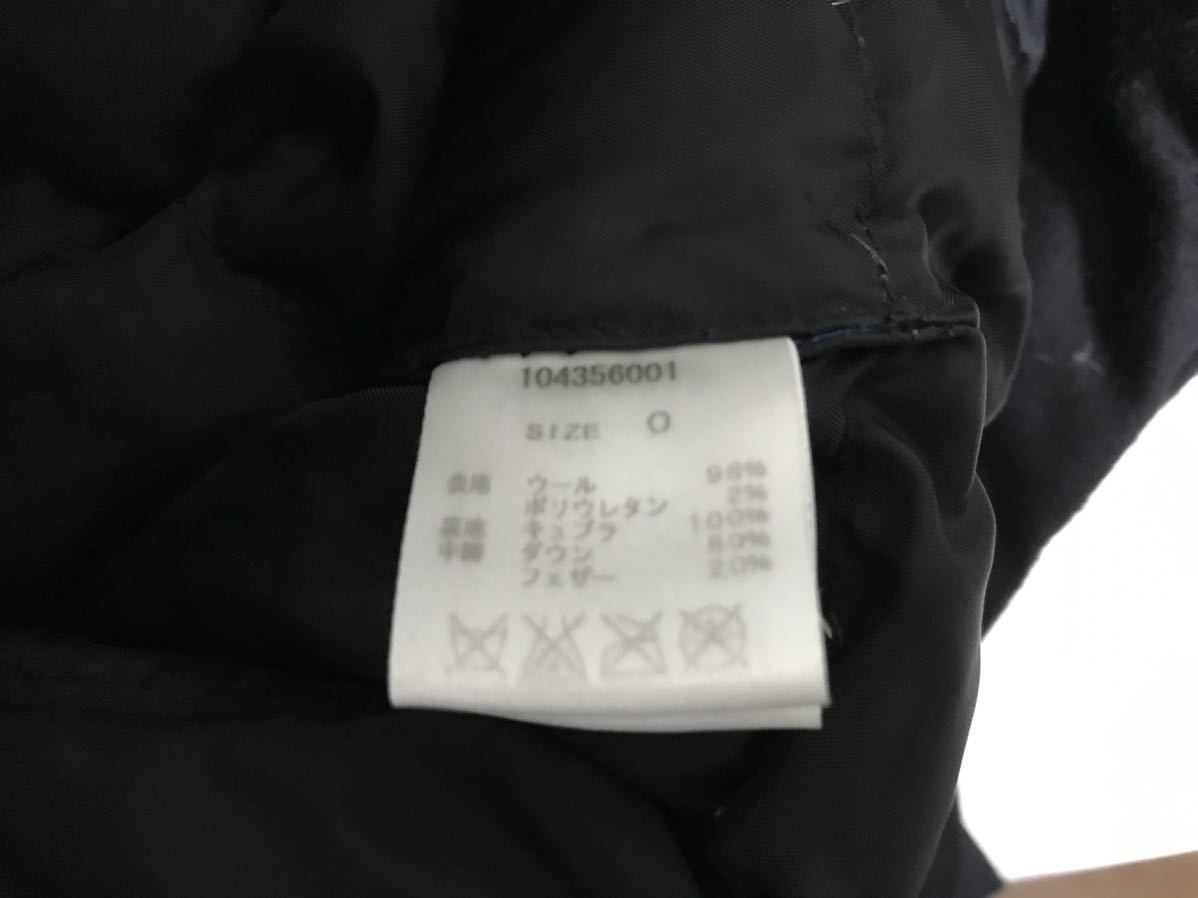 104356001
SIZE 0
表地 ウール 98%
ポリウレタン 2%
裏地 キュプラ 100%
中綿 ダウン 80%
フェザー 20%